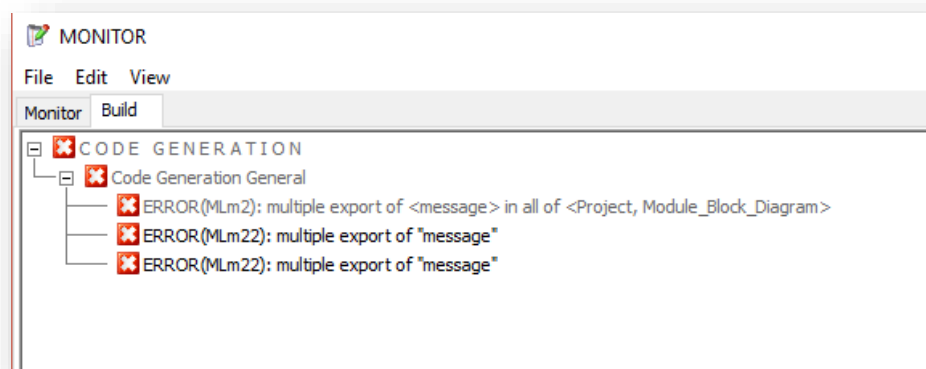 MONITOR
File Edit View
Monitor Build
CODE GENERATION
Code Generation General
ERROR(MLm2): multiple export of <message> in all of <Project, Module_Block_Diagram>
ERROR(MLm22): multiple export of "message"
ERROR(MLm22): multiple export of "message"